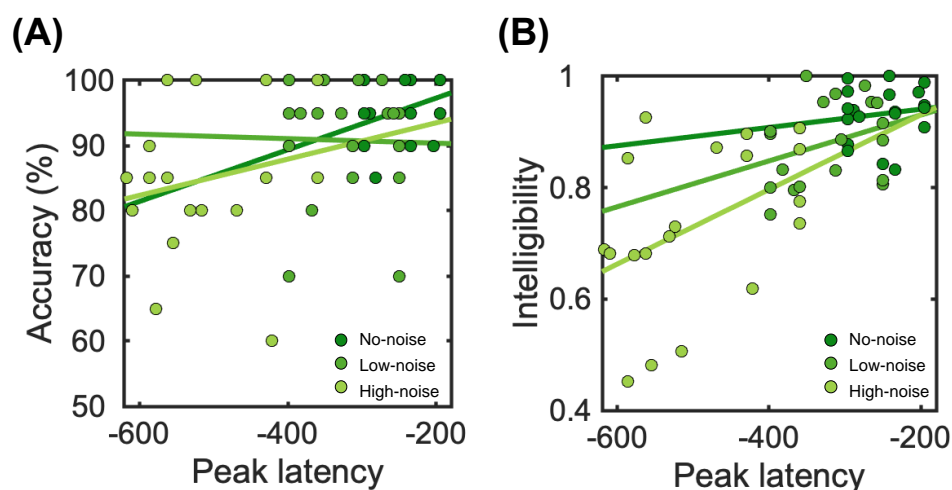 (A)
Accuracy (%)
100
90
80
70
60
50
-600
-400
-200
Peak latency
No-noise
Low-noise
High-noise
(B)
Intelligibility
1
0.8
0.6
0.4
-600
-400
-200
Peak latency
No-noise
Low-noise
High-noise